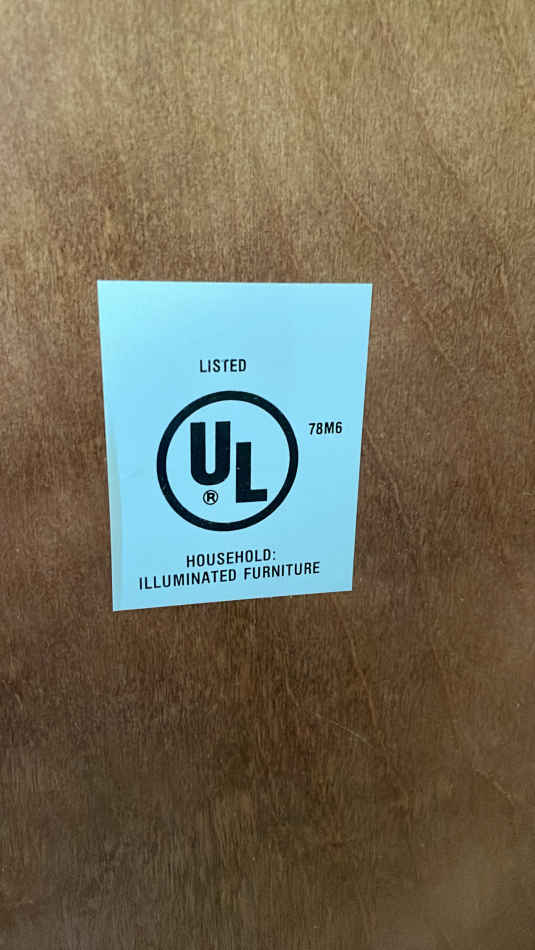 LISTED
UL
®
78M6
HOUSEHOLD:
ILLUMINATED FURNITURE